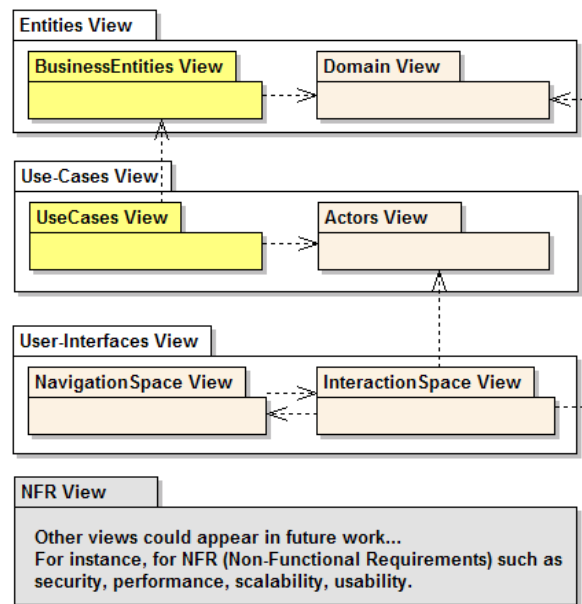 Entities View
BusinessEntities View
Domain View
Use-Cases View
UseCases View
Actors View
User-Interfaces View
NavigationSpace View
InteractionSpace View
NFR View
Other views could appear in future work...
For instance, for NFR (Non-Functional Requirements) such as
security, performance, scalability, usability.